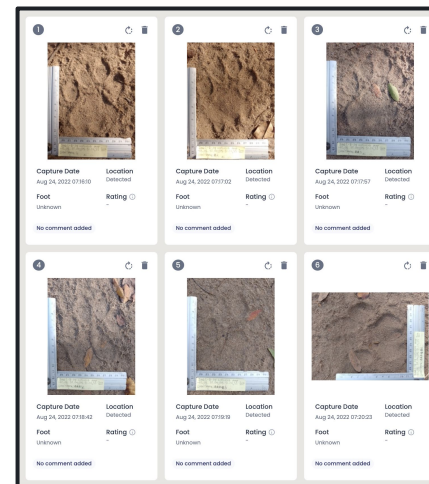 1
2
3
Capture Date Location
Aug 24, 2022 07:16:10 Detected
Foot Rating
Unknown -
No comment added
Capture Date Location
Aug 24, 2022 07:17:02 Detected
Foot Rating
Unknown -
No comment added
Capture Date Location
Aug 24, 2022 07:17:57 Detected
Foot Rating
Unknown -
No comment added
4
5
6
Capture Date Location
Aug 24, 2022 07:18:42 Detected
Foot Rating
Unknown -
No comment added
Capture Date Location
Aug 24, 2022 07:19:19 Detected
Foot Rating
Unknown -
No comment added
Capture Date Location
Aug 24, 2022 07:20:23 Detected
Foot Rating
Unknown -
No comment added